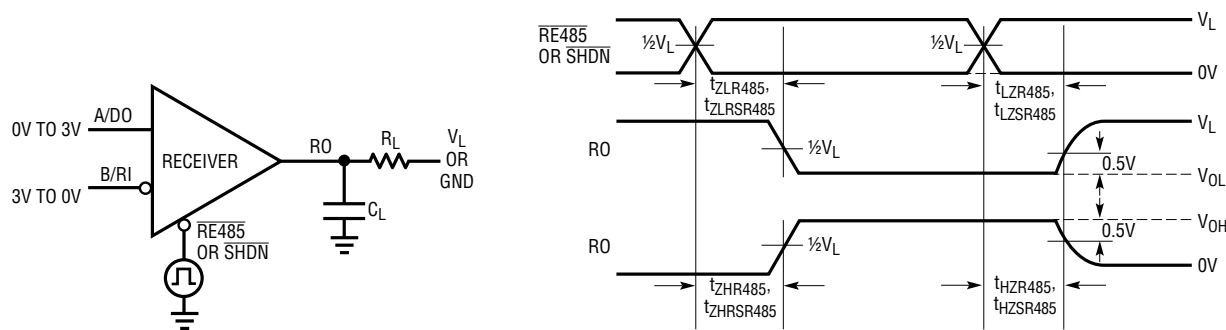 0V TO 3V
A/DO
RECEIVER
3V TO 0V
B/RI
RO
R_L
V_L
OR
GND
C_L
RE485
OR SHDN
RE485
OR SHDN
½V_L
½V_L
V_L
0V
t_ZLR485,
t_ZLRSR485
t_LZR485,
t_LZSR485
RO
½V_L
V_L
0.5V
V_OL
V_OH
0.5V
RO
½V_L
0V
t_ZHR485,
t_ZHRSR485
t_HZR485,
t_HZSR485